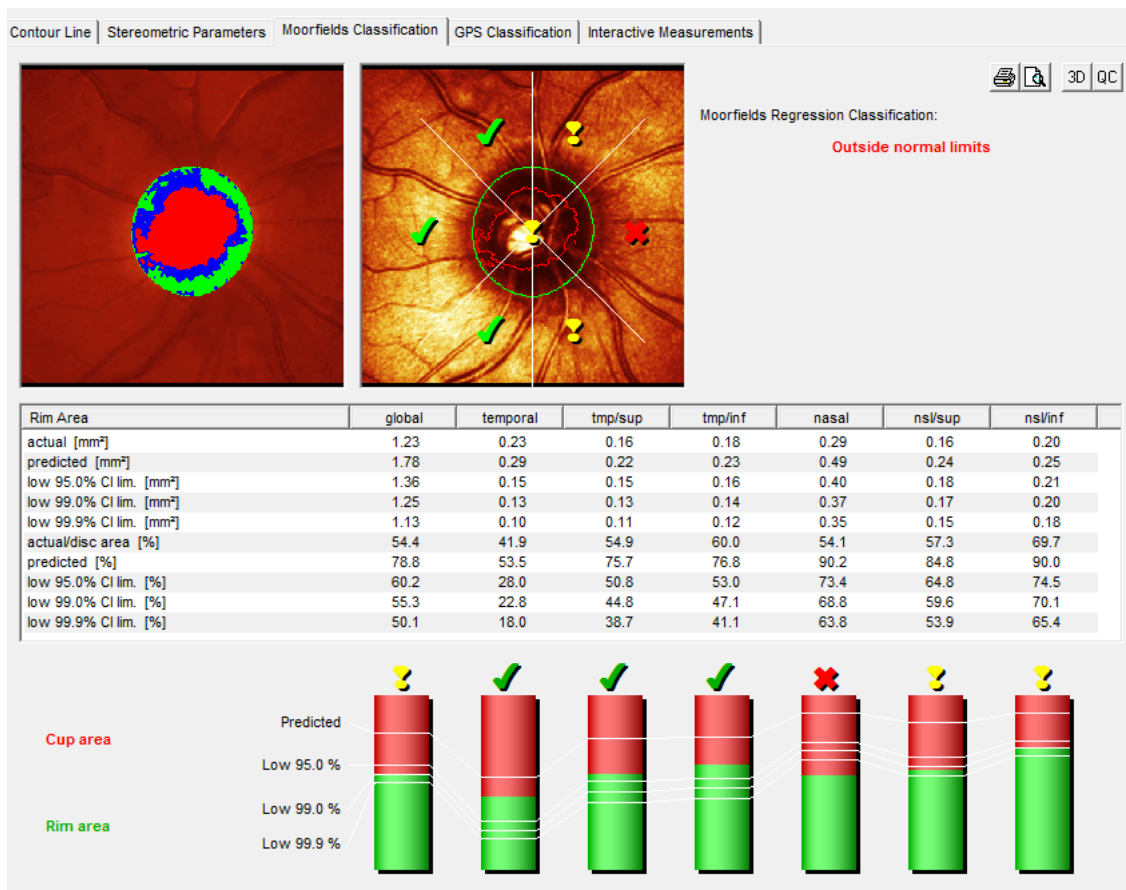 Contour Line Stereometric Parameters Moorfields Classification GPS Classification Interactive Measurements
3D QC
Moorfields Regression Classification:
Outside normal limits
Rim Area global temporal tmp/sup tmp/inf nasal nsl/sup nsl/inf
actual [mm²] 1.23 0.23 0.16 0.18 0.29 0.16 0.20
predicted [mm²] 1.78 0.29 0.22 0.23 0.49 0.24 0.25
low 95.0% CI lim. [mm²] 1.36 0.15 0.15 0.16 0.40 0.18 0.21
low 99.0% CI lim. [mm²] 1.25 0.13 0.13 0.14 0.37 0.17 0.20
low 99.9% CI lim. [mm²] 1.13 0.10 0.11 0.12 0.35 0.15 0.18
actual/disc area [%] 54.4 41.9 54.9 60.0 54.1 57.3 69.7
predicted [%] 78.8 53.5 75.7 76.8 90.2 84.8 90.0
low 95.0% CI lim. [%] 60.2 28.0 50.8 53.0 73.4 64.8 74.5
low 99.0% CI lim. [%] 55.3 22.8 44.8 47.1 68.8 59.6 70.1
low 99.9% CI lim. [%] 50.1 18.0 38.7 41.1 63.8 53.9 65.4
Predicted
Cup area
Low 95.0 %
Low 99.0 %
Rim area
Low 99.9 %